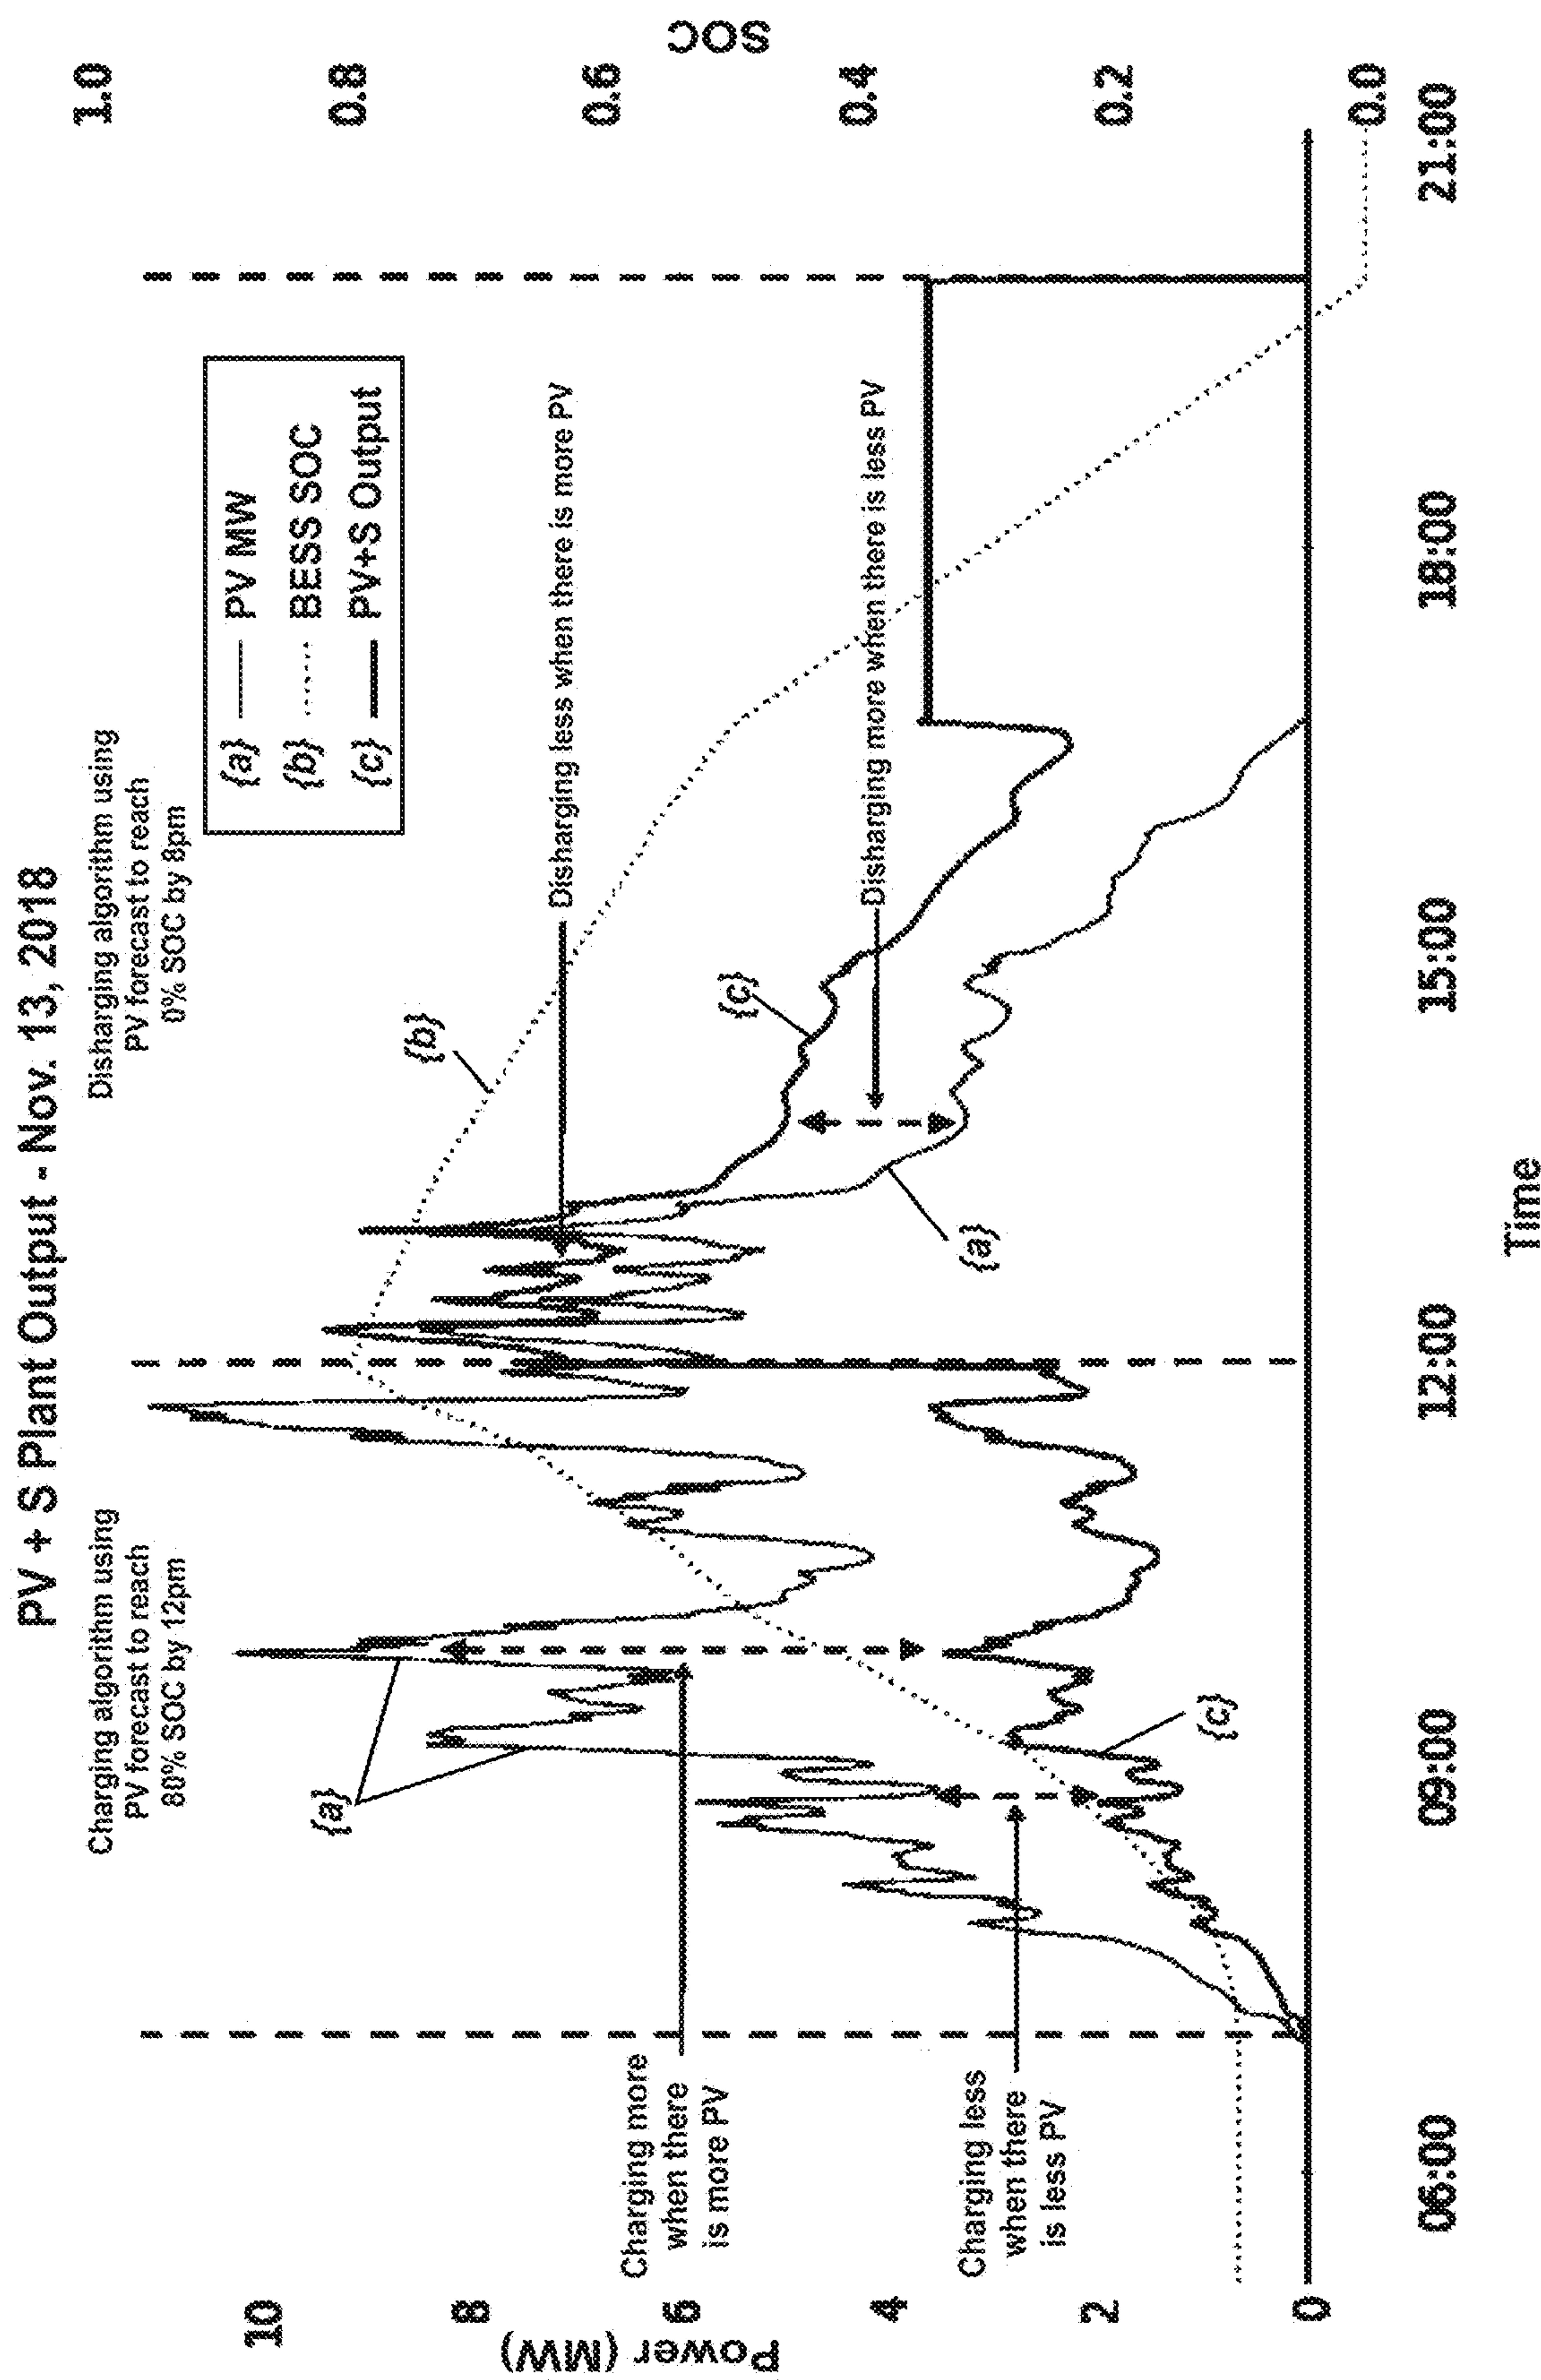 PV + S Plant Output - Nov. 13, 2018
Charging algorithm using
PV forecast to reach
80% SOC by 12pm
Disharging algorithm using
PV forecast to reach
0% SOC by 8pm
{a} PV MW
{b} BESS SOC
{c} PV+S Output
Power (MW)
10
8
6
4
2
0
SOC
1.0
0.8
0.6
0.4
0.2
0.0
{a}
{b}
Disharging less when there is more PV
Charging more
when there
is more PV
{c}
Disharging more when there is less PV
Charging less
when there
is less PV
{a}
{c}
06:00
09:00
12:00
15:00
18:00
21:00
Time